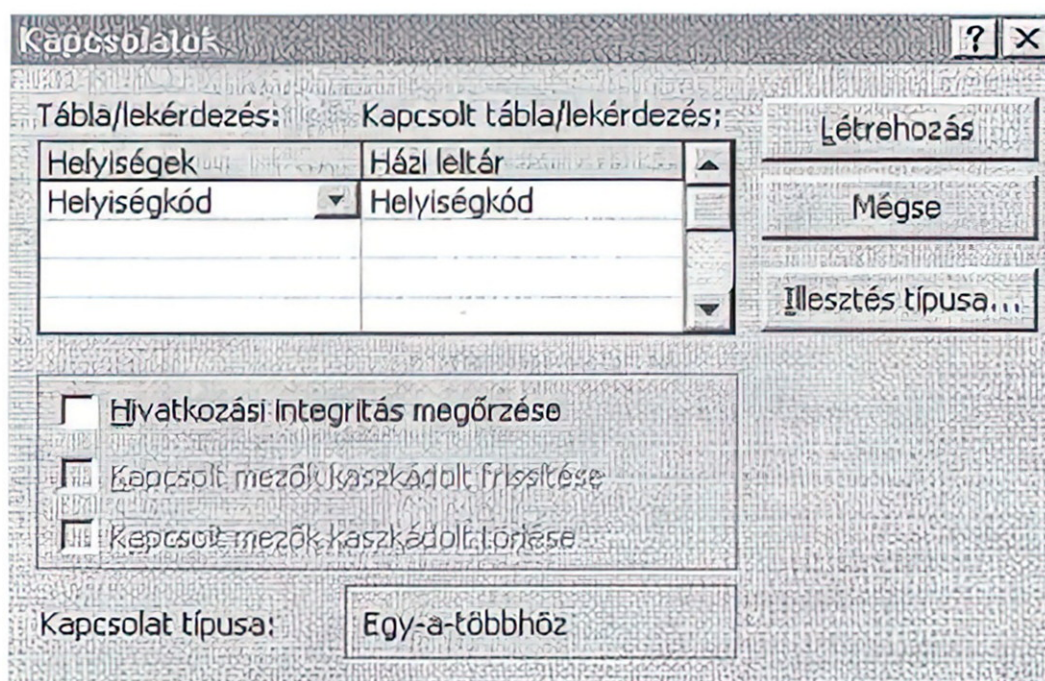 Kapcsolatok
Tábla/lekérdezés: Kapcsolt tábla/lekérdezés:
Helyiségek Házi leltár
Helyiségkód Helyiségkód
Létrehozás
Mégse
Illesztés típusa...
Hivatkozási integritás megőrzése
Kapcsolt mezők kaszkádolt frissítése
Kapcsolt mezők kaszkádolt törlése
Kapcsolat típusa: Egy-a-többhöz